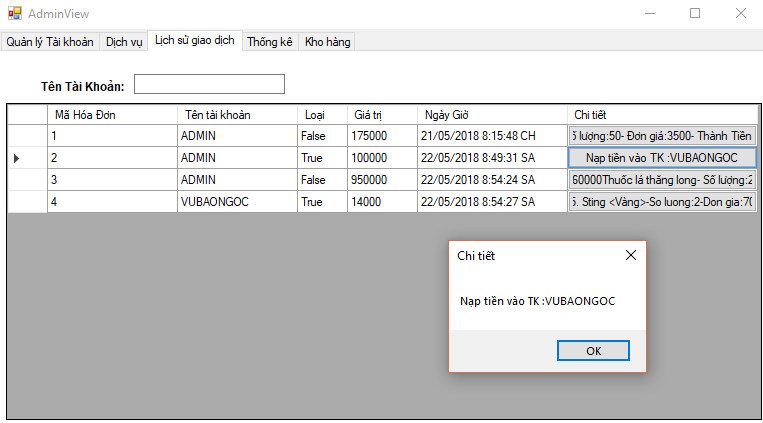 AdminView
Quản lý Tài khoản Dịch vụ Lịch sử giao dịch Thống kê Kho hàng
Tên Tài Khoản:
Mã Hóa Đơn Tên tài khoản Loại Giá trị Ngày Giờ Chi tiết
1 ADMIN False 175000 21/05/2018 8:15:48 CH lượng:50- Đơn giá:3500- Thành Tiền
2 ADMIN True 100000 22/05/2018 8:49:31 SA Nạp tiền vào TK :VUBAONGOC
3 ADMIN False 950000 22/05/2018 8:54:24 SA 60000Thuốc lá thăng long- Số lượng:2
4 VUBAONGOC True 14000 22/05/2018 8:54:27 SA . Sting <Vàng>-So luong:2-Don gia:70
Chi tiết
Nạp tiền vào TK :VUBAONGOC
OK